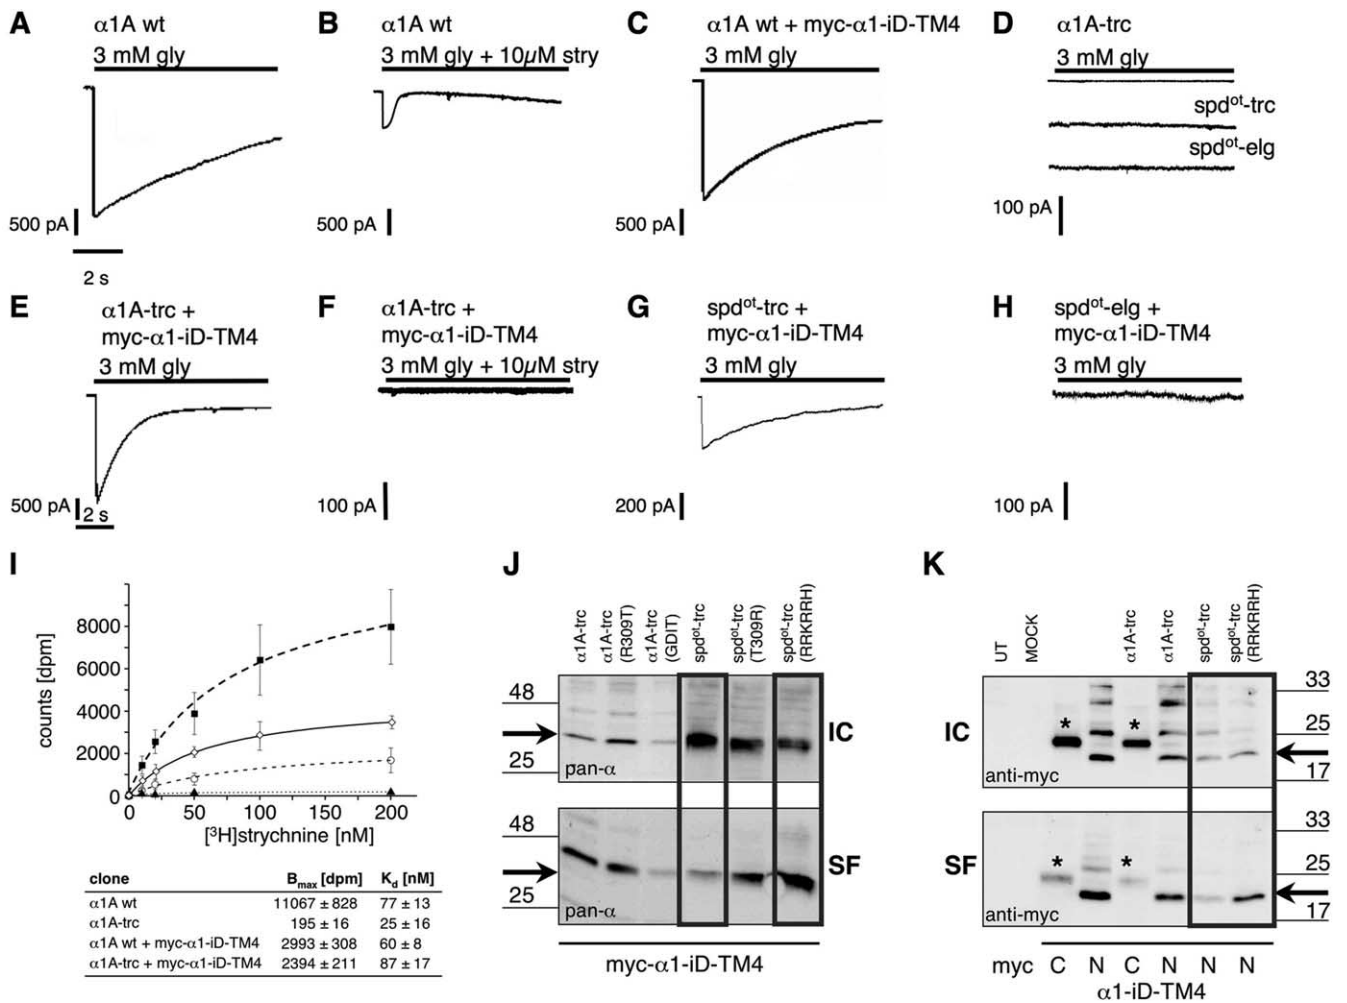 A
α1A wt
3 mM gly
500 pA
2 s
B
α1A wt
3 mM gly + 10µM stry
500 pA
C
α1A wt + myc-α1-iD-TM4
3 mM gly
500 pA
D
α1A-trc
3 mM gly
spdot-trc
spdot-elg
100 pA
E
α1A-trc +
myc-α1-iD-TM4
3 mM gly
500 pA
2 s
F
α1A-trc +
myc-α1-iD-TM4
3 mM gly + 10µM stry
100 pA
G
spdot-trc +
myc-α1-iD-TM4
3 mM gly
200 pA
H
spdot-elg +
myc-α1-iD-TM4
3 mM gly
100 pA
I
counts [dpm]
8000
6000
4000
2000
0
0 50 100 150 200
[³H]strychnine [nM]
clone Bmax [dpm] Kd [nM]
α1A wt 11067 ± 828 77 ± 13
α1A-trc 195 ± 16 25 ± 16
α1A wt + myc-α1-iD-TM4 2993 ± 308 60 ± 8
α1A-trc + myc-α1-iD-TM4 2394 ± 211 87 ± 17
J
α1A-trc
α1A-trc
(R309T)
α1A-trc
(GDIT)
spdot-trc
spdot-trc
(T309R)
spdot-trc
(RRKRRH)
48
25
pan-α
IC
48
25
pan-α
SF
myc-α1-iD-TM4
K
UT
MOCK
α1A-trc
α1A-trc
spdot-trc
spdot-trc
(RRKRRH)
IC
* *
anti-myc
33
25
17
SF
* *
anti-myc
33
25
17
myc C N C N N N
α1-iD-TM4